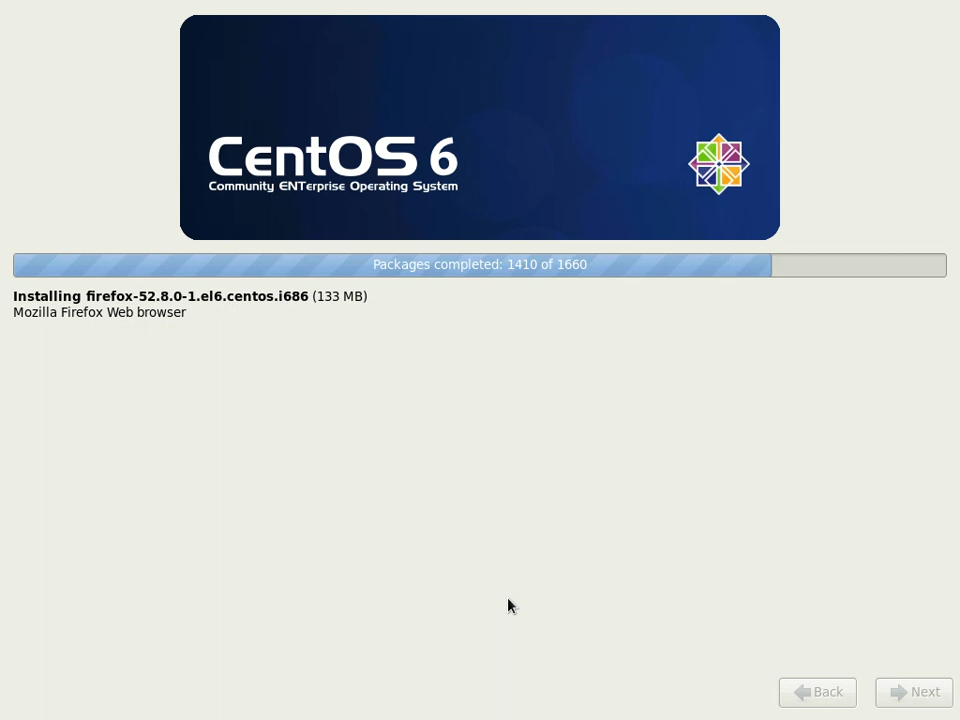 CentOS 6
Community ENTerprise Operating System
Packages completed: 1410 of 1660
Installing firefox-52.8.0-1.el6.centos.i686 (133 MB)
Mozilla Firefox Web browser
Back Next